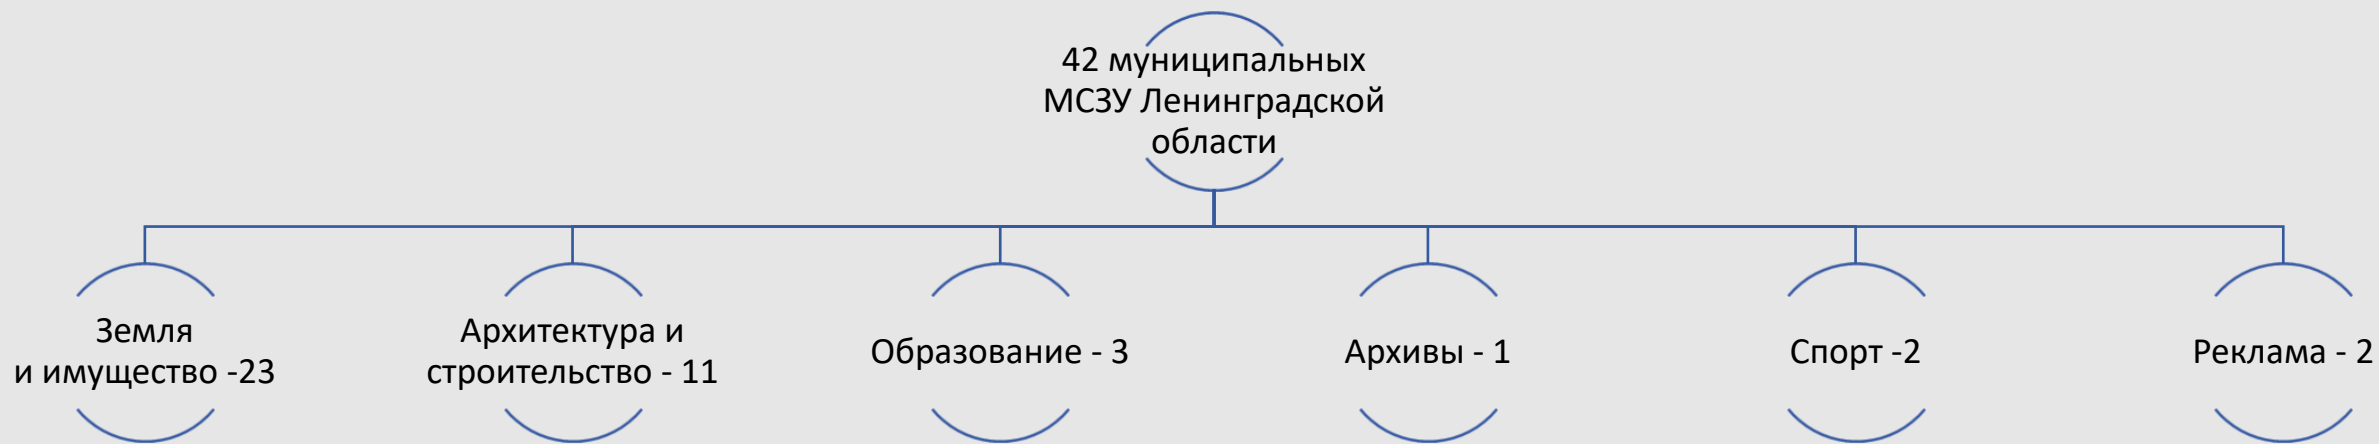 42 муниципальных
МСЗУ Ленинградской
области
Земля
и имущество -23
Архитектура и
строительство - 11
Образование - 3
Архивы - 1
Спорт -2
Реклама - 2